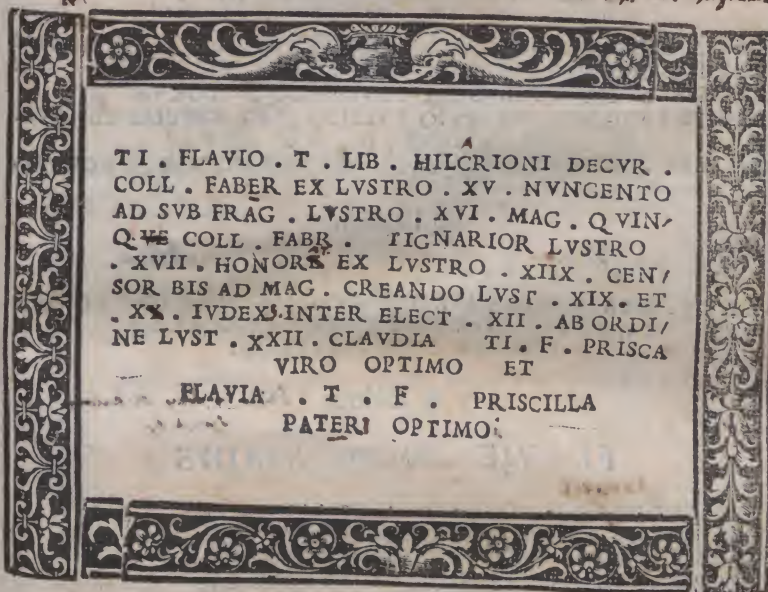 TI . FLAVIO . T . LIB . HILCRIONI DECVR .
COLL . FABER EX LVSTRO . XV . NVNGENTO
AD SVB FRAG . LVSTRO . XVI . MAG . QVIN/
QVE COLL . FABR . TIGNARIOR LVSTRO
. XVII . HONORE EX LVSTRO . XIIX . CEN/
SOR BIS AD MAG . CREANDO LVST . XIX . ET
. XX . IVDEX INTER ELECT . XII . AB ORDI/
NE LVST . XXII . CLAVDIA TI . F . PRISCA
VIRO OPTIMO ET
FLAVIA . T . F . PRISCILLA
PATERI OPTIMO.